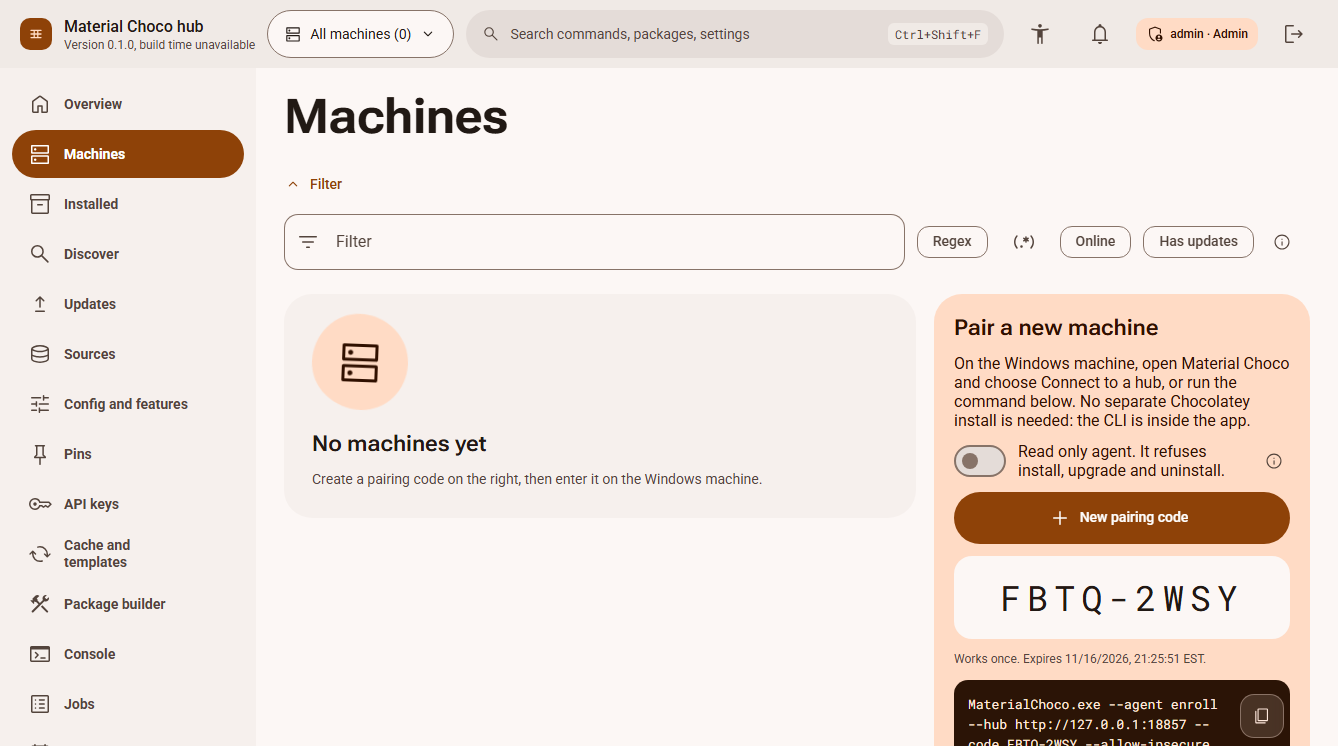 Material Choco hub
Version 0.1.0, build time unavailable
All machines (0)
Search commands, packages, settings
Ctrl+Shift+F
admin · Admin
Overview
Machines
Installed
Discover
Updates
Sources
Config and features
Pins
API keys
Cache and
templates
Package builder
Console
Jobs
Machines
Filter
Filter
Regex
(.*)
Online
Has updates
No machines yet
Create a pairing code on the right, then enter it on the Windows machine.
Pair a new machine
On the Windows machine, open Material Choco
and choose Connect to a hub, or run the
command below. No separate Chocolatey
install is needed: the CLI is inside the app.
Read only agent. It refuses
install, upgrade and uninstall.
New pairing code
FBTQ-2WSY
Works once. Expires 11/16/2026, 21:25:51 EST.
MaterialChoco.exe --agent enroll
--hub http://127.0.0.1:18857 --
code FBTQ-2WSY --allow-insecure